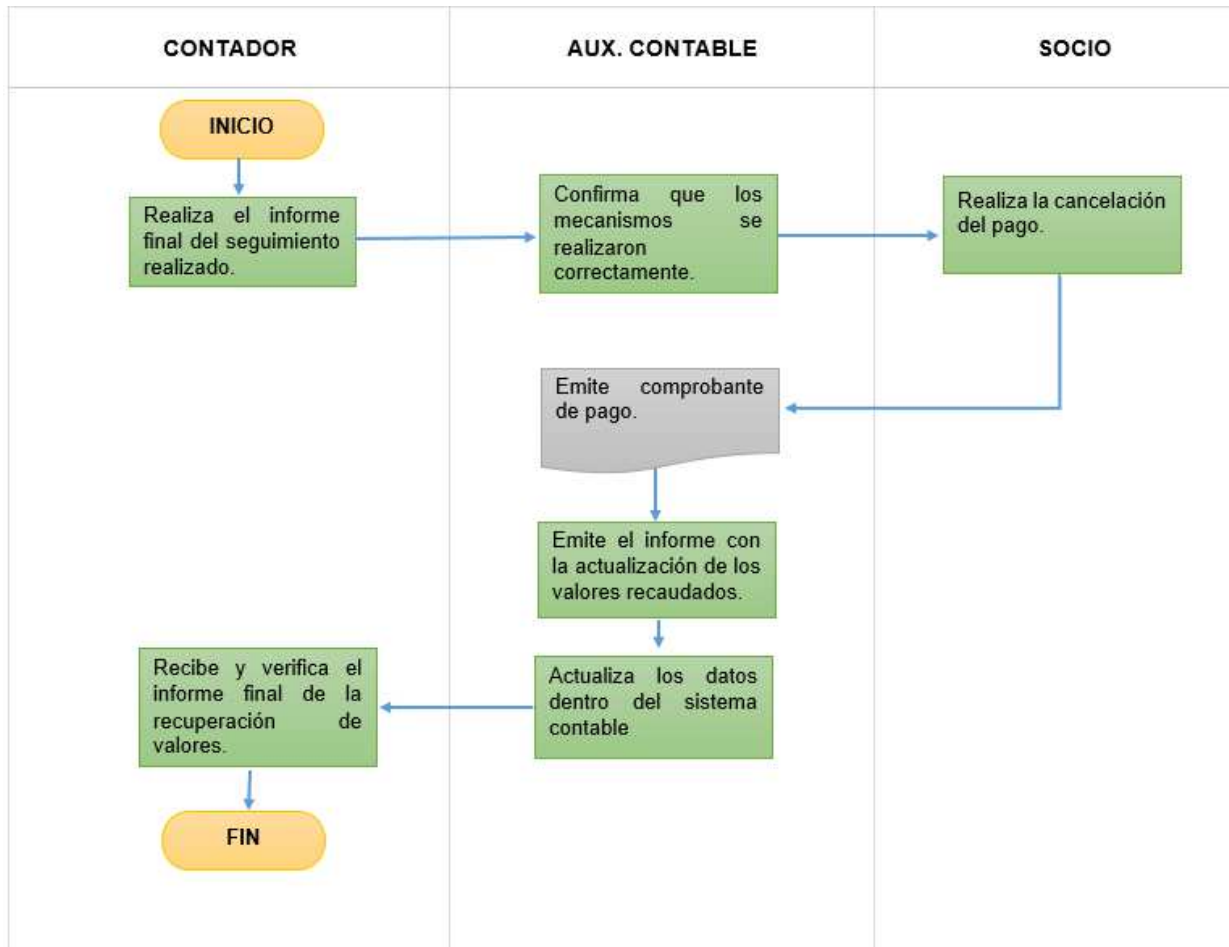 CONTADOR
AUX. CONTABLE
SOCIO
INICIO
Realiza el informe
final del seguimiento
realizado.
Confirma que los
mecanismos se
realizaron
correctamente.
Realiza la cancelación
del pago.
Emite comprobante
de pago.
Emite el informe con
la actualización de los
valores recaudados.
Actualiza los datos
dentro del sistema
contable
Recibe y verifica el
informe final de la
recuperación de
valores.
FIN